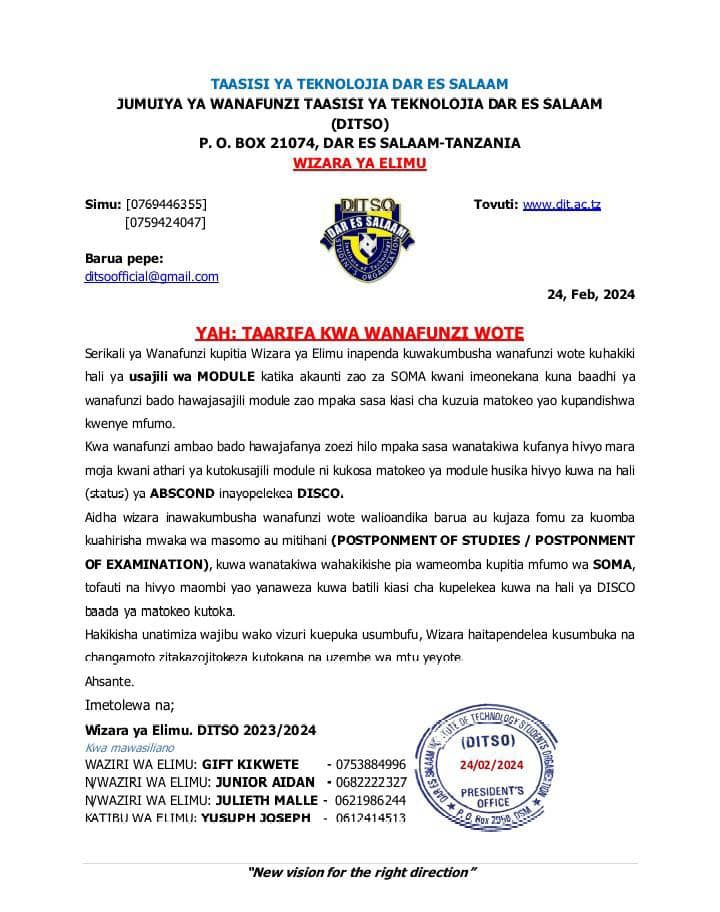 TAASISI YA TEKNOLOJIA DAR ES SALAAM
JUMUIYA YA WANAFUNZI TAASISI YA TEKNOLOJIA DAR ES SALAAM
(DITSO)
P. O. BOX 21074, DAR ES SALAAM-TANZANIA
WIZARA YA ELIMU
Simu: [0769446355]
[0759424047]
Barua pepe:
ditsoofficial@gmail.com
DITSO
DAR ES SALAAM
Institute of Technology
STUDENT'S ORGANISATION
Tovuti: www.dit.ac.tz
24, Feb, 2024
YAH: TAARIFA KWA WANAFUNZI WOTE
Serikali ya Wanafunzi kupitia Wizara ya Elimu inapenda kuwakumbusha wanafunzi wote kuhakiki
hali ya usajili wa MODULE katika akaunti zao za SOMA kwani imeonekana kuna baadhi ya
wanafunzi bado hawajasajili module zao mpaka sasa kiasi cha kuzuia matokeo yao kupandishwa
kwenye mfumo.
Kwa wanafunzi ambao bado hawajafanya zoezi hilo mpaka sasa wanatakiwa kufanya hivyo mara
moja kwani athari ya kutokusajili module ni kukosa matokeo ya module husika hivyo kuwa na hali
(status) ya ABSCOND inayopelekea DISCO.
Aidha wizara inawakumbusha wanafunzi wote walioandika barua au kujaza fomu za kuomba
kuahirisha mwaka wa masomo au mitihani (POSTPONMENT OF STUDIES / POSTPONMENT
OF EXAMINATION), kuwa wanatakiwa wahakikishe pia wameomba kupitia mfumo wa SOMA,
tofauti na hivyo maombi yao yanaweza kuwa batili kiasi cha kupelekea kuwa na hali ya DISCO
baada ya matokeo kutoka.
Hakikisha unatimiza wajibu wako vizuri kuepuka usumbufu, Wizara haitapendelea kusumbuka na
changamoto zitakazojitokeza kutokana na uzembe wa mtu yeyote.
Ahsante.
Imetolewa na;
Wizara ya Elimu. DITSO 2023/2024
Kwa mawasiliano
WAZIRI WA ELIMU: GIFT KIKWETE - 0753884996
N/WAZIRI WA ELIMU: JUNIOR AIDAN - 0682222327
N/WAZIRI WA ELIMU: JULIETH MALLE - 0621986244
KATIBU WA ELIMU: YUSUPH JOSEPH - 0612414513
DAR ES SALAAM INSTITUTE OF TECHNOLOGY STUDENTS ORGANIZATION
(DITSO)
24/02/2024
PRESIDENT'S
OFFICE
P. O. Box 2958, DSM
"New vision for the right direction"